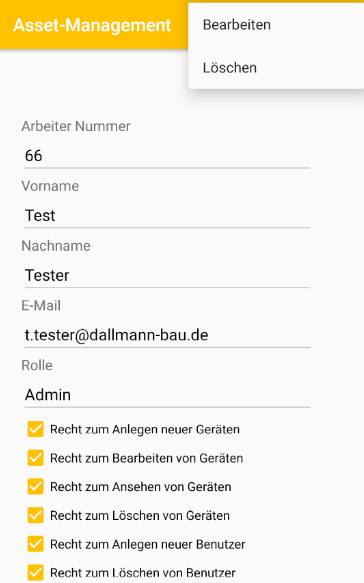 Asset-Management
Bearbeiten
Löschen
Arbeiter Nummer
66
Vorname
Test
Nachname
Tester
E-Mail
t.tester@dallmann-bau.de
Rolle
Admin
Recht zum Anlegen neuer Geräten
Recht zum Bearbeiten von Geräten
Recht zum Ansehen von Geräten
Recht zum Löschen von Geräten
Recht zum Anlegen neuer Benutzer
Recht zum Löschen von Benutzer